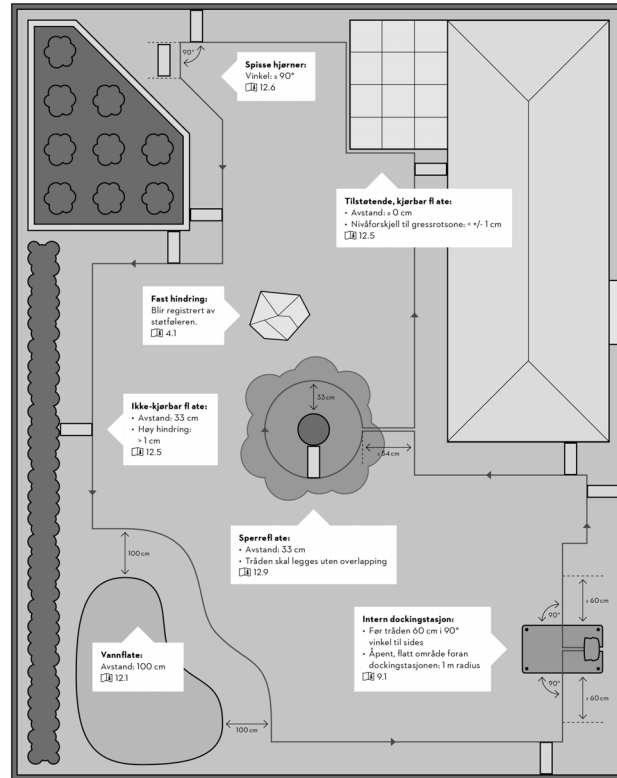 90°
Spisse hjørner:
Vinkel: ≥ 90°
12.6
Tilstøtende, kjørbar fl ate:
• Avstand: ≥ 0 cm
• Nivåforskjell til gressrotsone: < +/- 1 cm
12.5
Fast hindring:
Blir registrert av
støtføleren.
4.1
33 cm
Ikke-kjørbar fl ate:
• Avstand: 33 cm
• Høy hindring:
> 1 cm
12.5
≥ 54 cm
Sperrefl ate:
• Avstand: 33 cm
• Tråden skal legges uten overlapping
12.9
100 cm
≥ 60 cm
Intern dockingstasjon:
• Før tråden 60 cm i 90°
vinkel til sides
• Åpent, flatt område foran
dockingstasjonen: 1 m radius
9.1
90°
90°
Vannflate:
Avstand: 100 cm
12.1
≥ 60 cm
100 cm